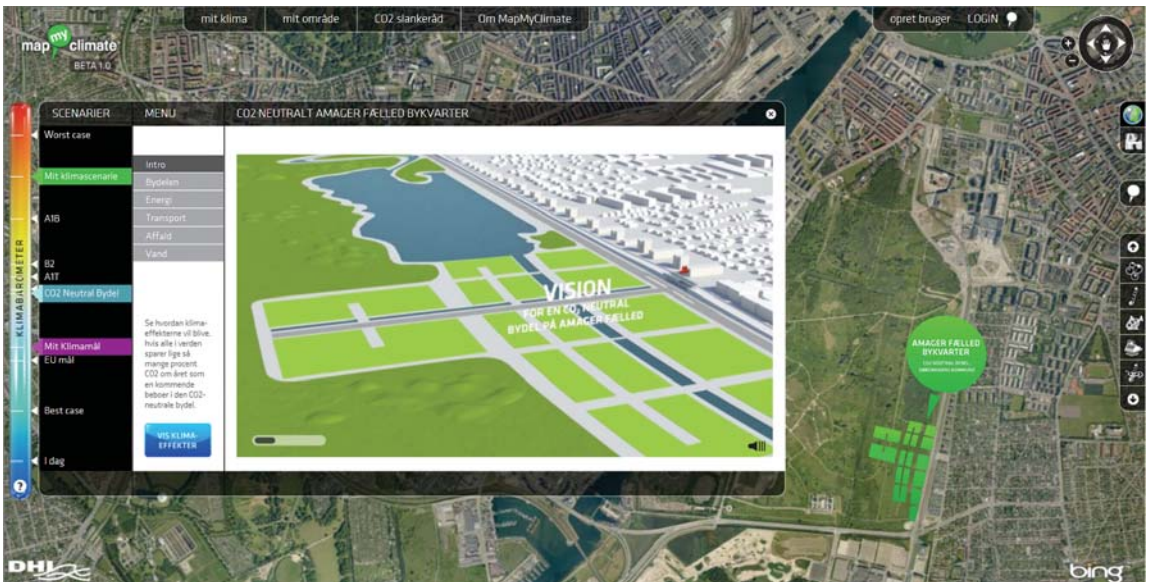 mit klima
mit område
CO2 slankeråd
Om MapMyClimate
opret bruger
LOGIN
map my climate
BETA 1.0
SCENARIER
MENU
CO2 NEUTRALT AMAGER FÆLLED BYKVARTER
Worst case
Mit klimascenarie
A1B
B2
A1T
CO2 Neutral Bydel
Mit Klimamål
EU mål
Best case
I dag
KLIMABAROMETER
?
Intro
Bydelen
Energi
Transport
Affald
Vand
Se hvordan klima-
effekterne vil blive,
hvis alle i verden
sparer lige så
mange procent
CO2 om året som
en kommende
beboer i den CO2-
neutrale bydel.
VIS KLIMA-
EFFEKTER
VISION
FOR EN CO2 NEUTRAL
BYDEL PÅ AMAGER FÆLLED
AMAGER FÆLLED
BYKVARTER
CO2 NEUTRAL BYDEL,
DHI
bing